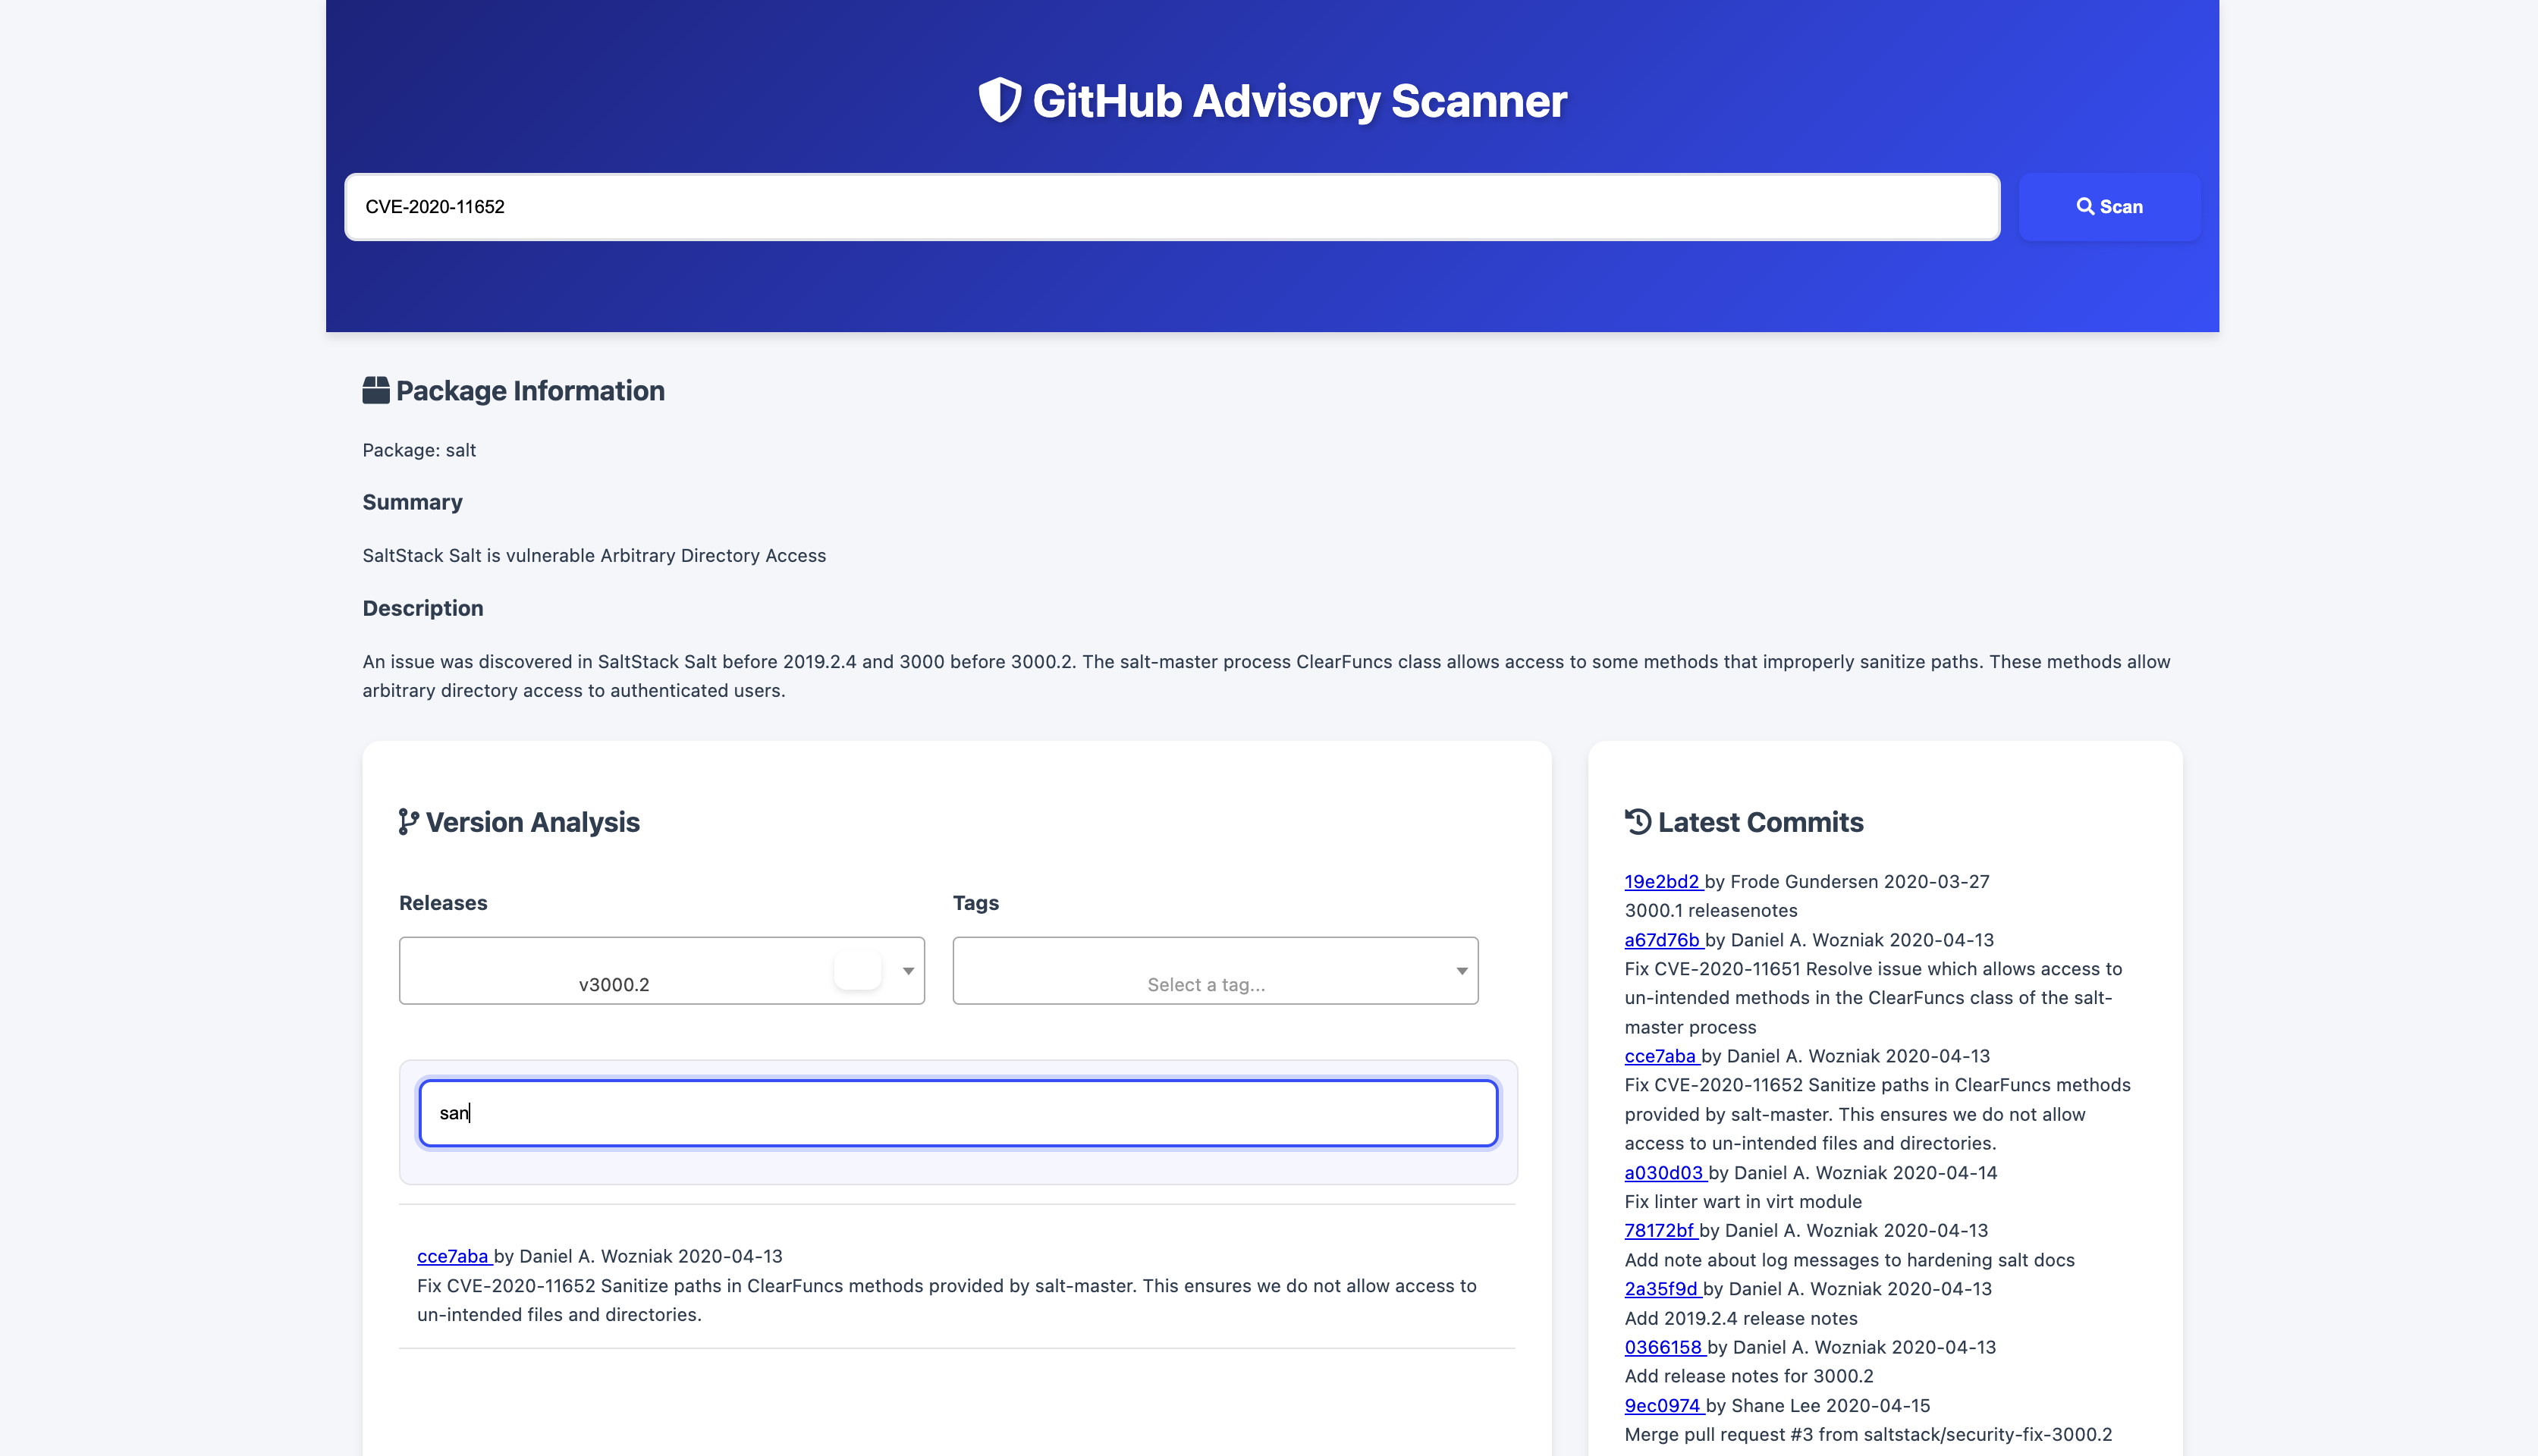 GitHub Advisory Scanner
CVE-2020-11652
Scan
Package Information
Package: salt
Summary
SaltStack Salt is vulnerable Arbitrary Directory Access
Description
An issue was discovered in SaltStack Salt before 2019.2.4 and 3000 before 3000.2. The salt-master process ClearFuncs class allows access to some methods that improperly sanitize paths. These methods allow
arbitrary directory access to authenticated users.
Version Analysis
Releases
Tags
v3000.2
Select a tag...
san
cce7aba by Daniel A. Wozniak 2020-04-13
Fix CVE-2020-11652 Sanitize paths in ClearFuncs methods provided by salt-master. This ensures we do not allow access to
un-intended files and directories.
Latest Commits
19e2bd2 by Frode Gundersen 2020-03-27
3000.1 releasenotes
a67d76b by Daniel A. Wozniak 2020-04-13
Fix CVE-2020-11651 Resolve issue which allows access to
un-intended methods in the ClearFuncs class of the salt-
master process
cce7aba by Daniel A. Wozniak 2020-04-13
Fix CVE-2020-11652 Sanitize paths in ClearFuncs methods
provided by salt-master. This ensures we do not allow
access to un-intended files and directories.
a030d03 by Daniel A. Wozniak 2020-04-14
Fix linter wart in virt module
78172bf by Daniel A. Wozniak 2020-04-13
Add note about log messages to hardening salt docs
2a35f9d by Daniel A. Wozniak 2020-04-13
Add 2019.2.4 release notes
0366158 by Daniel A. Wozniak 2020-04-13
Add release notes for 3000.2
9ec0974 by Shane Lee 2020-04-15
Merge pull request #3 from saltstack/security-fix-3000.2